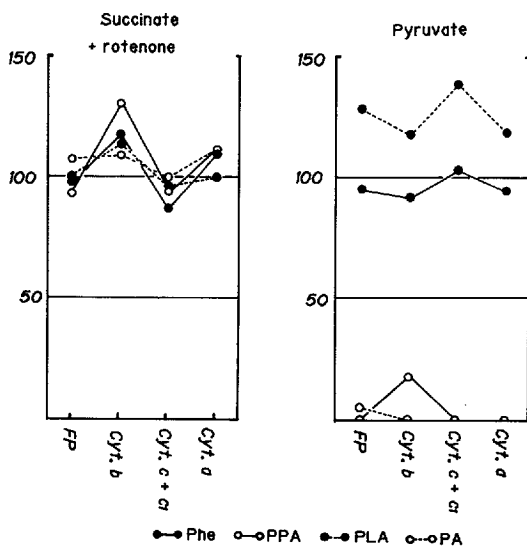 Succinate
+ rotenone
Pyruvate
150
100
50
150
100
50
FP
Cyt. b
Cyt. c + c1
Cyt. a
FP
Cyt. b
Cyt. c + c1
Cyt. a
Phe PPA PLA PA